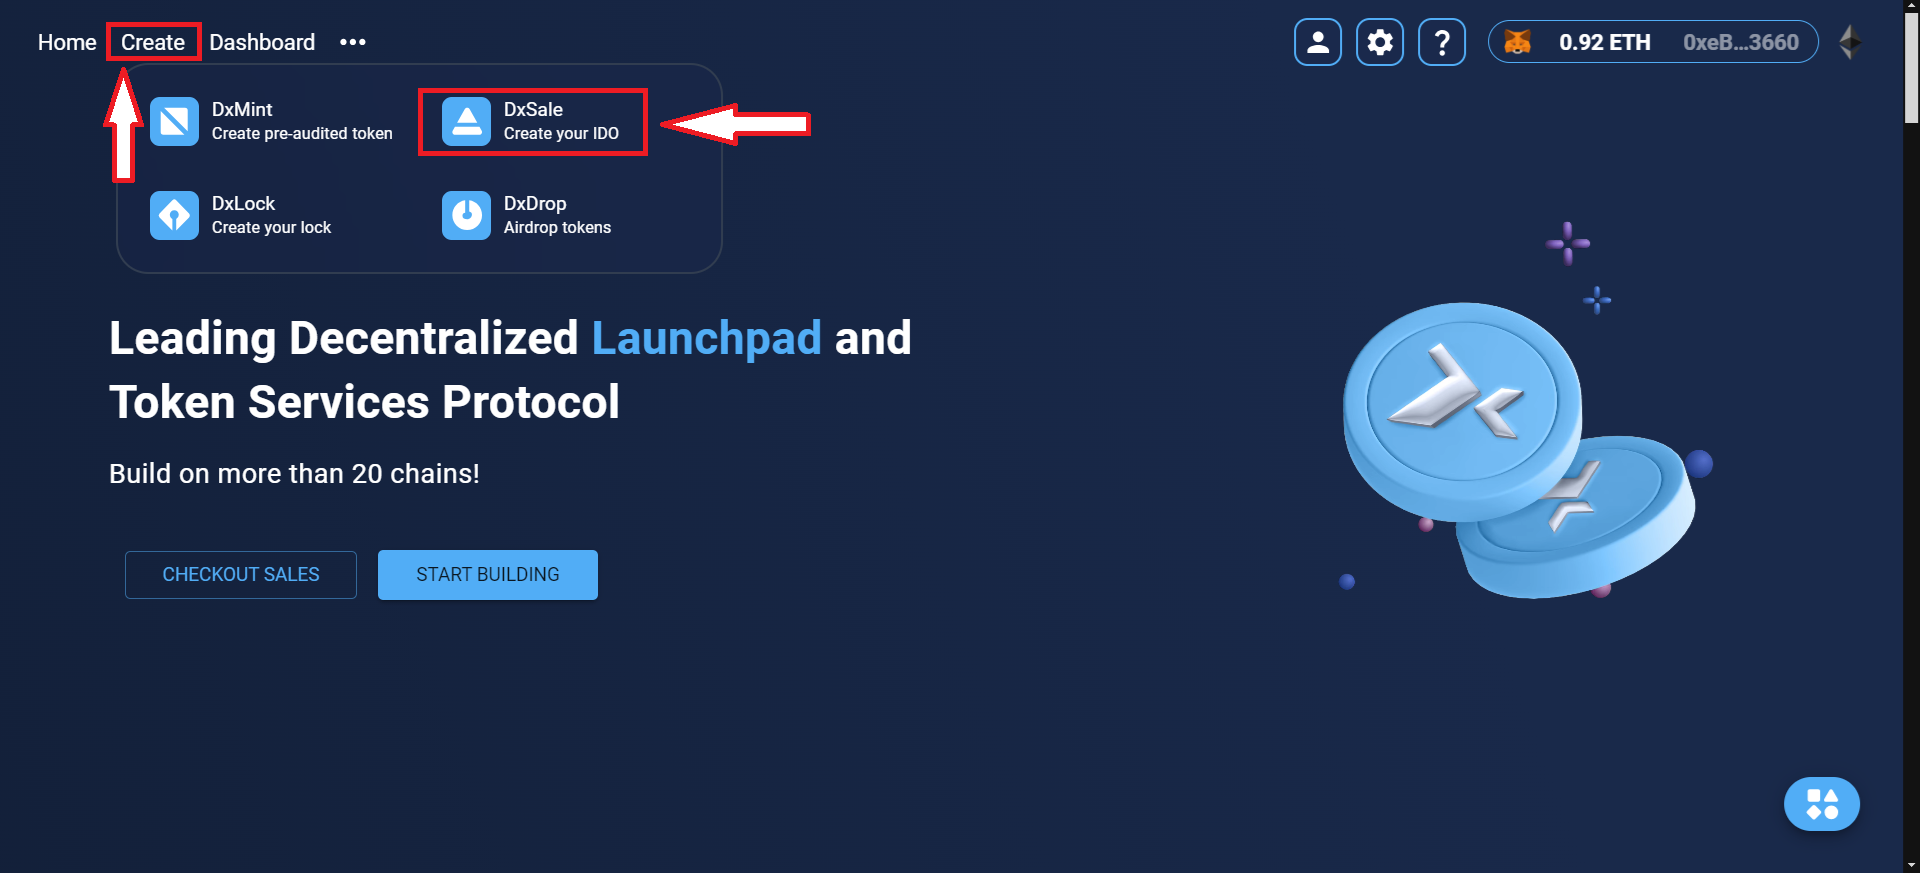 Home Create Dashboard •••
? 0.92 ETH 0xeB...3660
DxMint
Create pre-audited token
DxSale
Create your IDO
DxLock
Create your lock
DxDrop
Airdrop tokens
Leading Decentralized Launchpad and
Token Services Protocol
Build on more than 20 chains!
CHECKOUT SALES
START BUILDING